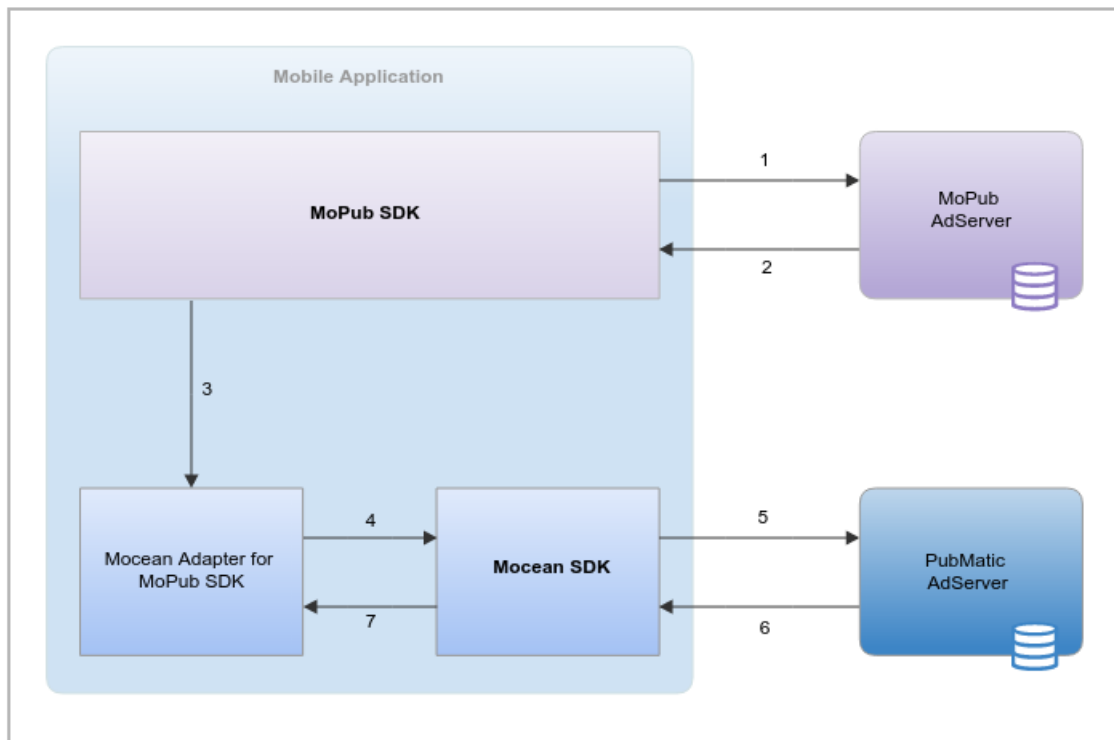 Mobile Application
MoPub SDK
1
2
MoPub
AdServer
3
Mocean Adapter for
MoPub SDK
4
7
Mocean SDK
5
6
PubMatic
AdServer